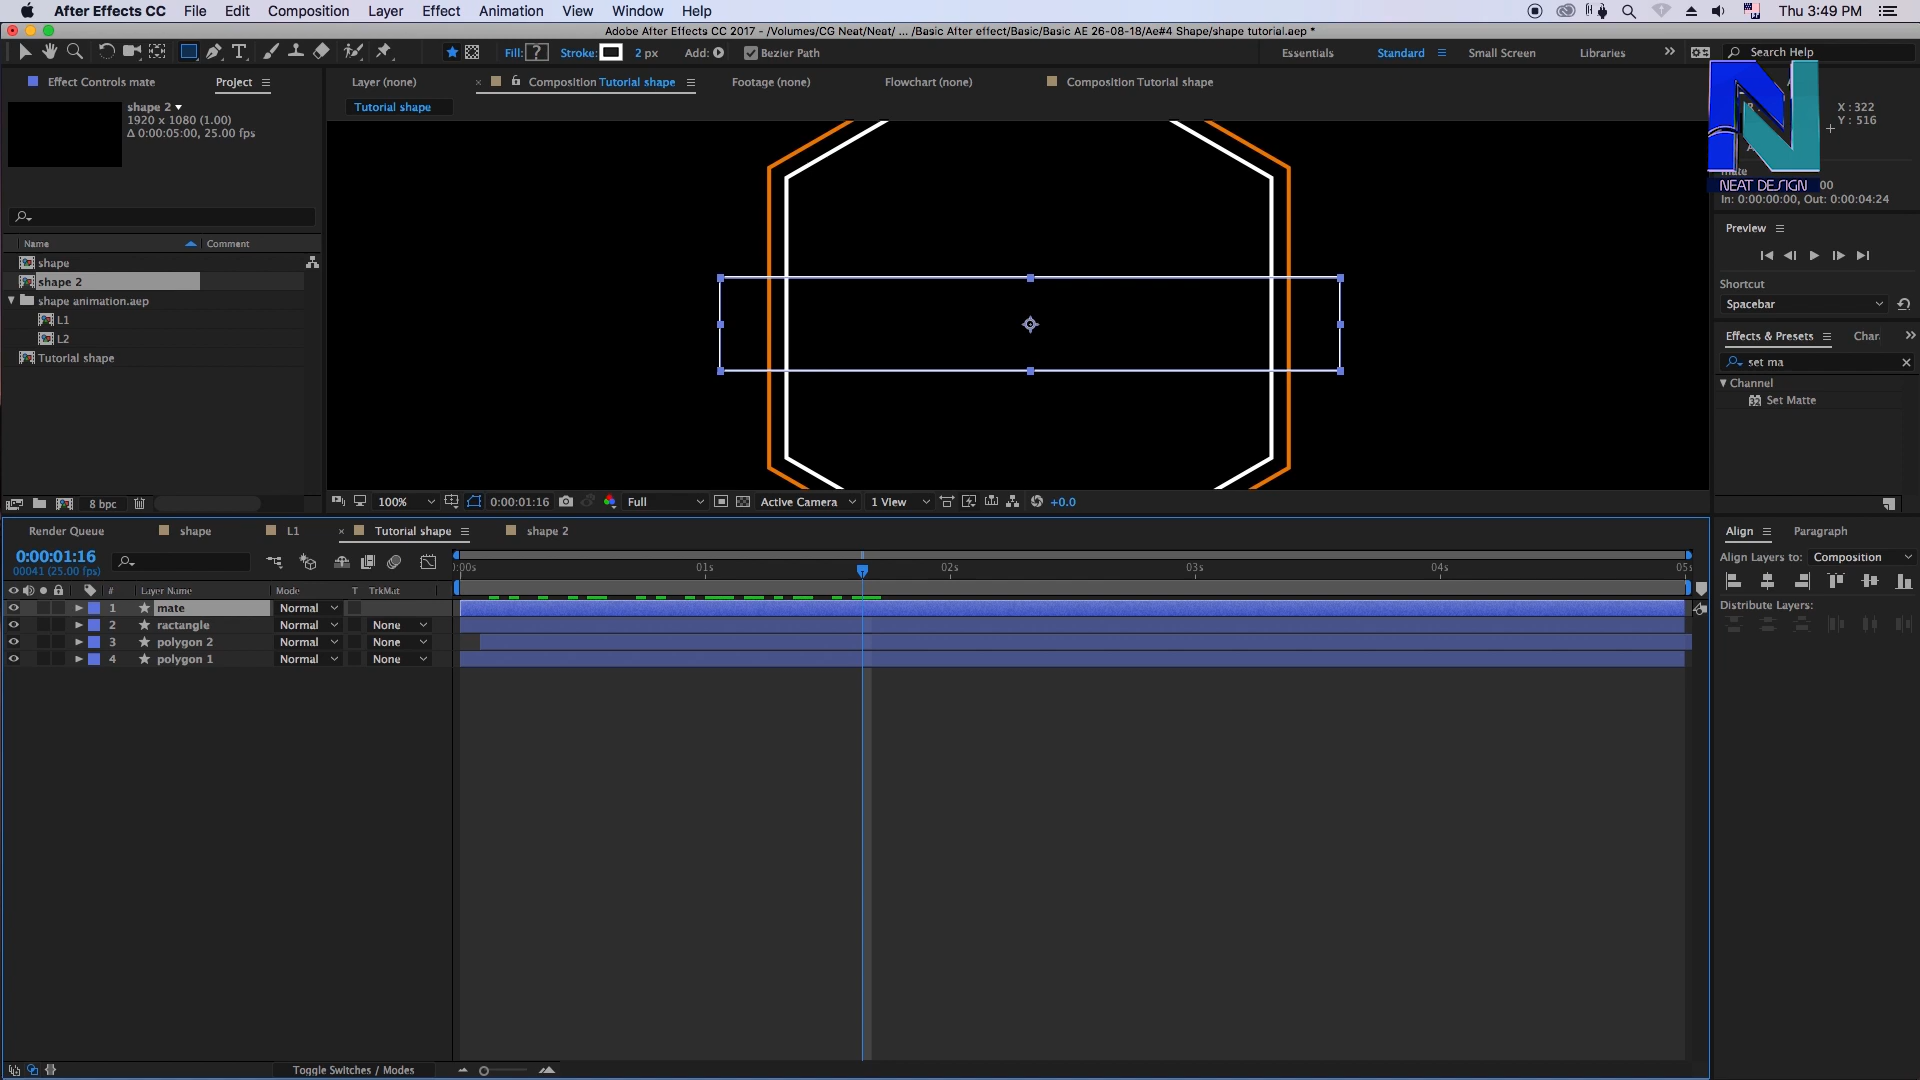 After Effects CC File Edit Composition Layer Effect Animation View Window Help Thu 3:49 PM
Adobe After Effects CC 2017 - /Volumes/CG Neat/Neat/ ... /Basic After effect/Basic/Basic AE 26-08-18/Ae#4 Shape/shape tutorial.aep *
Fill: ? Stroke: 2 px Add: Bezier Path Essentials Standard Small Screen Libraries Search Help
Effect Controls mate Project
Layer (none) Composition Tutorial shape Footage (none) Flowchart (none) Composition Tutorial shape
Tutorial shape
shape 2
1920 x 1080 (1.00)
Δ 0:00:05:00, 25.00 fps
X : 322
Y : 516
NEAT DESIGN
In: 0:00:00:00, Out: 0:00:04:24
Name Comment
shape
shape 2
shape animation.aep
L1
L2
Tutorial shape
Preview
Shortcut
Spacebar
Effects & Presets
set ma
Channel
32 Set Matte
8 bpc
100% 0:00:01:16 Full Active Camera 1 View +0.0
Render Queue shape L1 Tutorial shape shape 2
0:00:01:16
00041 (25.00 fps)
01s 02s 03s 04s
# Layer Name Mode T TrkMat
1 mate Normal
2 ractangle Normal None
3 polygon 2 Normal None
4 polygon 1 Normal None
Align Paragraph
Align Layers to: Composition
Distribute Layers:
Toggle Switches / Modes